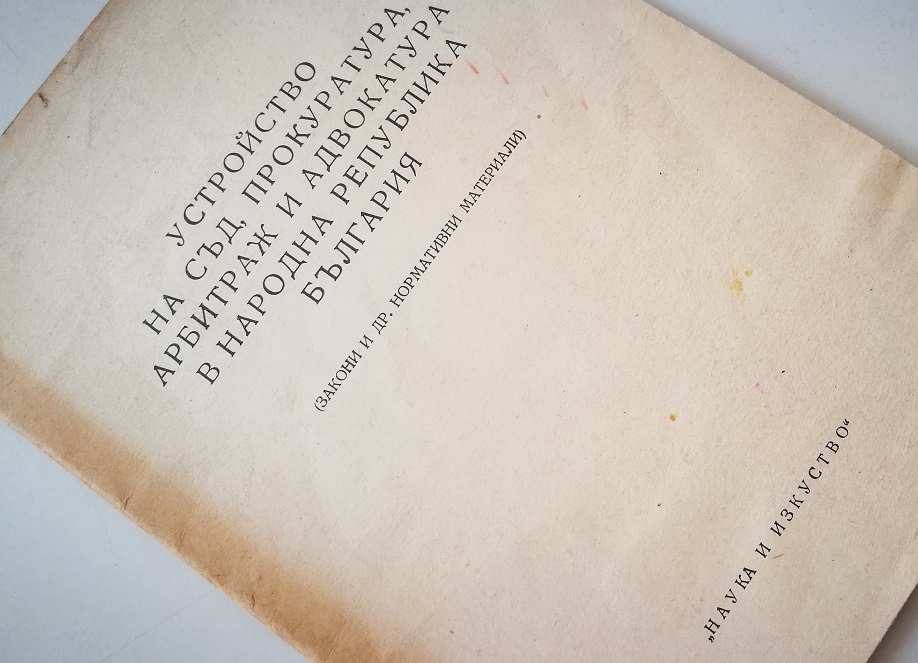 УСТРОЙСТВО
НА СЪД, ПРОКУРАТУРА,
АРБИТРАЖ И АДВОКАТУРА
В НАРОДНА РЕПУБЛИКА
БЪЛГАРИЯ
(ЗАКОНИ И ДР. НОРМАТИВНИ МАТЕРИАЛИ)
„НАУКА И ИЗКУСТВО“